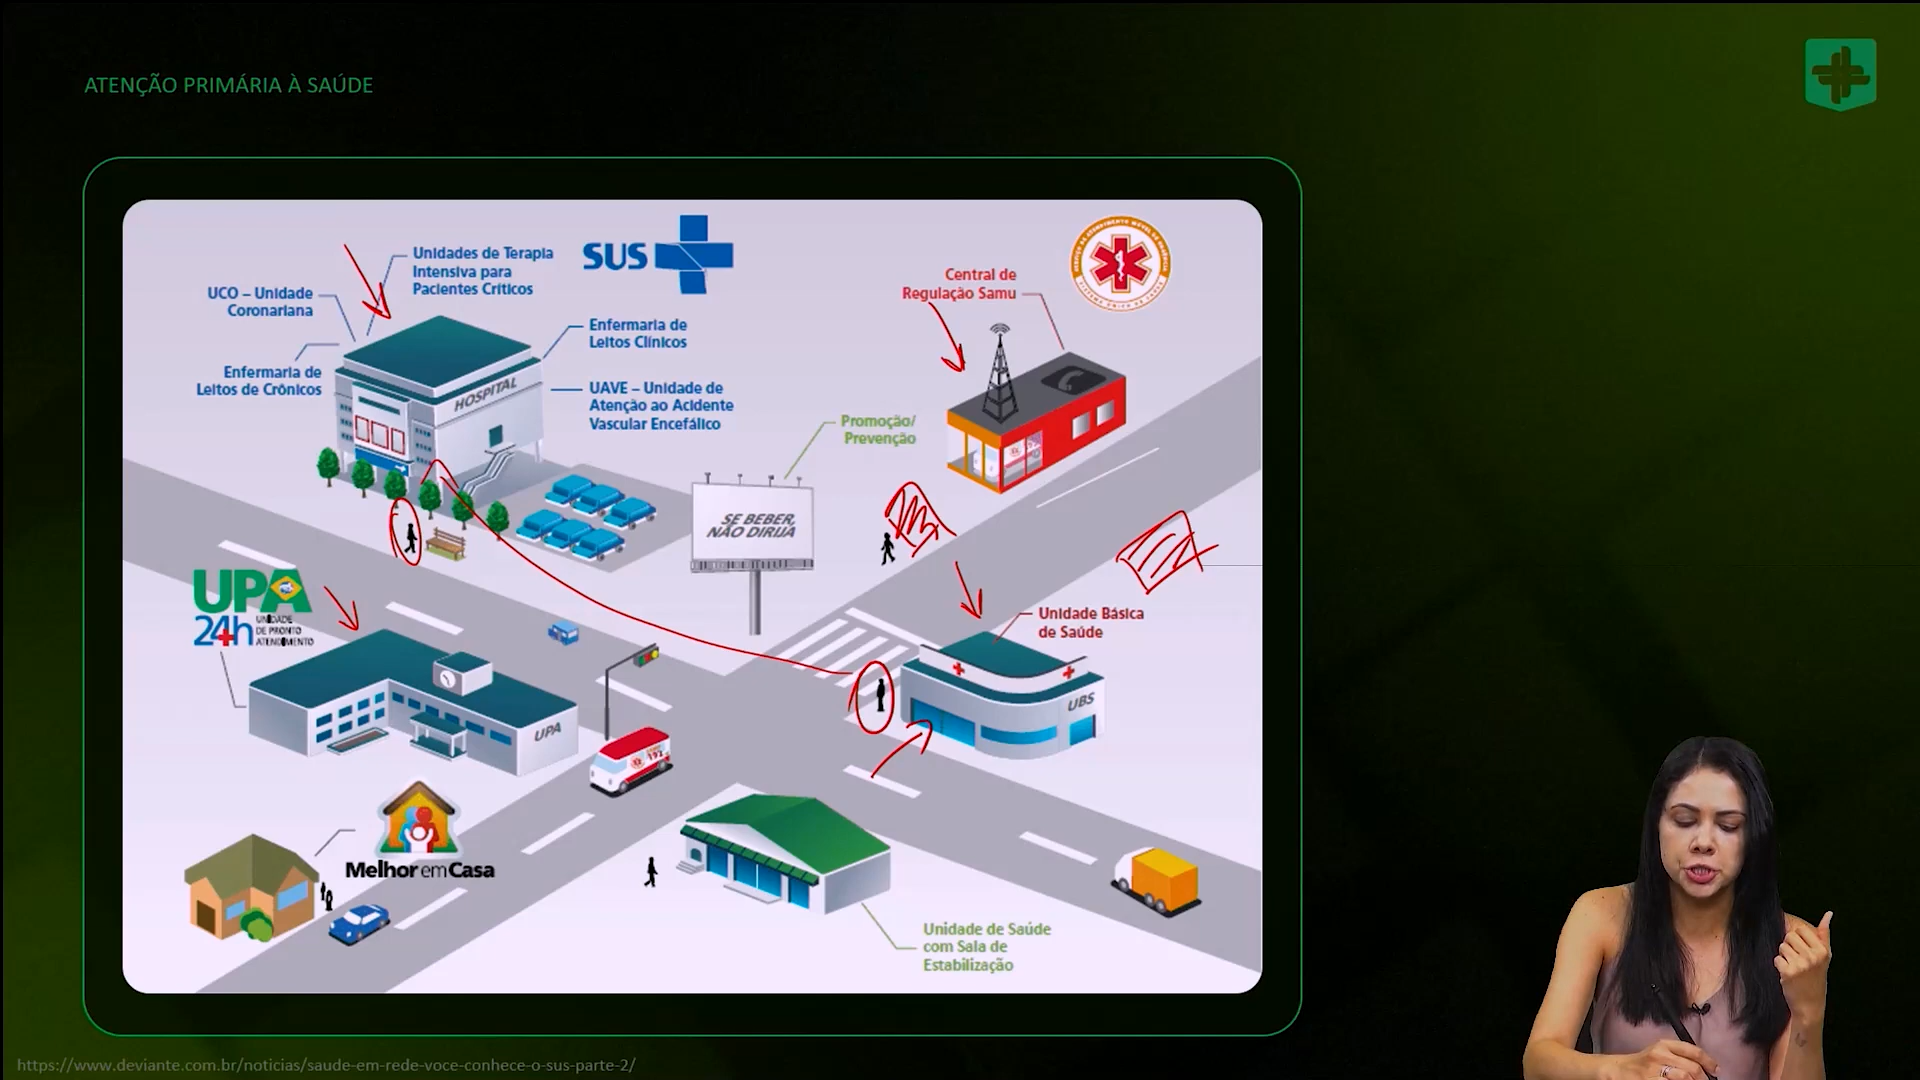 ATENÇÃO PRIMÁRIA À SAÚDE
Unidades de Terapia
Intensiva para
Pacientes Críticos
SUS
UCO – Unidade
Coronariana
Enfermaria de
Leitos Clínicos
Enfermaria de
Leitos de Crônicos
HOSPITAL
UAVE – Unidade de
Atenção ao Acidente
Vascular Encefálico
Central de
Regulação Samu
Promoção/
Prevenção
SE BEBER,
NÃO DIRIJA
UPA
24h
UNIDADE
DE PRONTO
ATENDIMENTO
Unidade Básica
de Saúde
UBS
UPA
192
MelhoremCasa
Unidade de Saúde
com Sala de
Estabilização
https://www.deviante.com.br/noticias/saude-em-rede-voce-conhece-o-sus-parte-2/